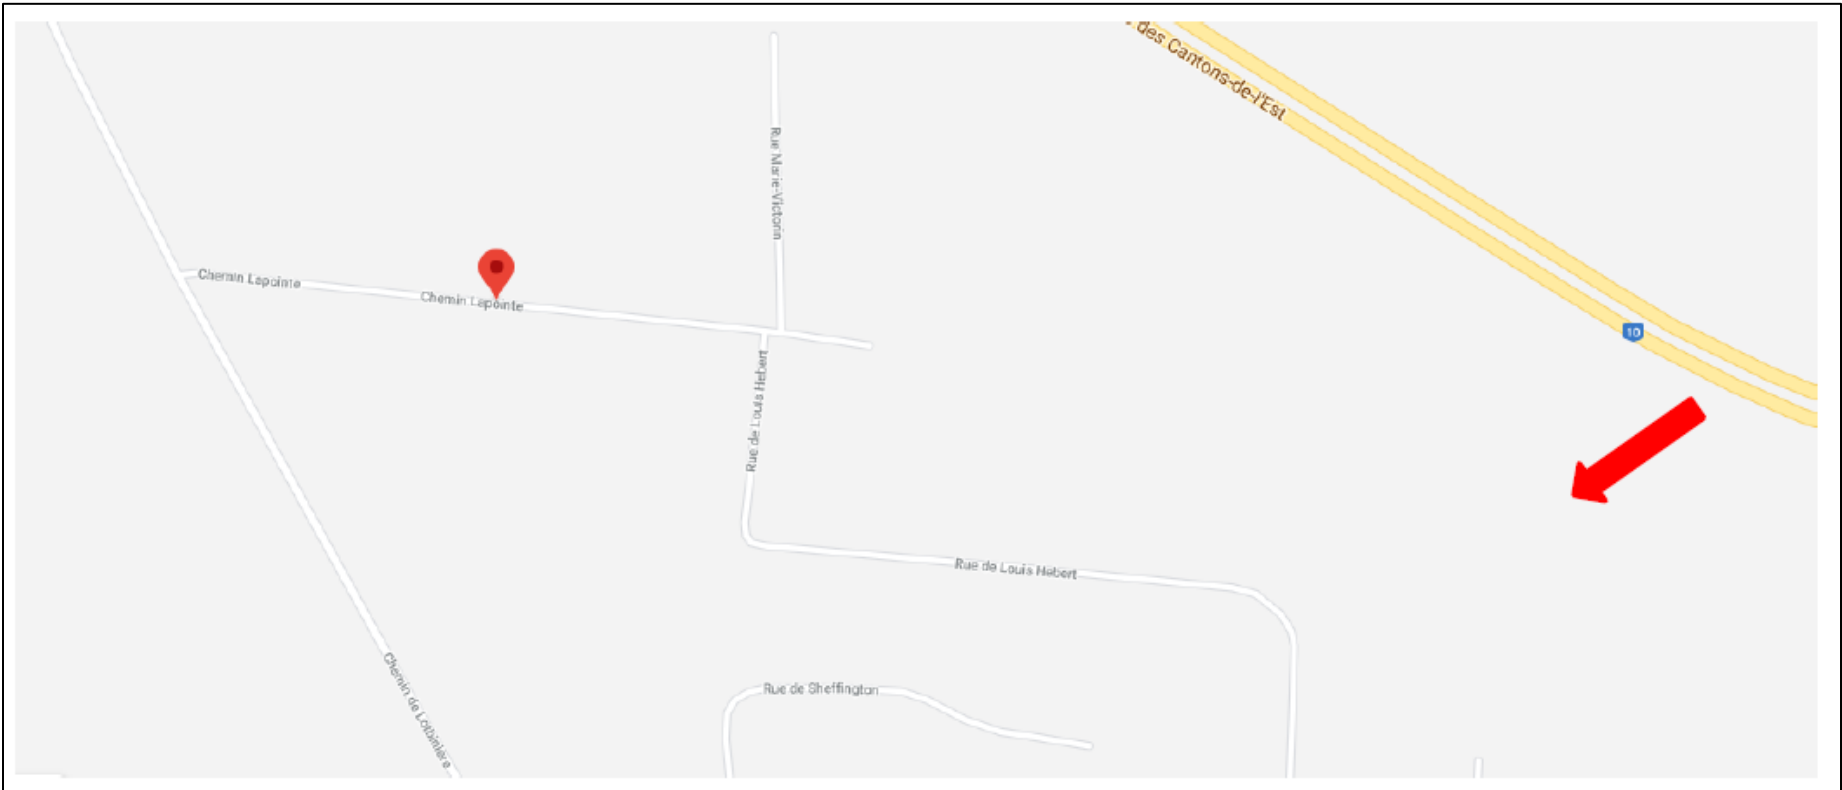 des Cantons-de-l'Est
Rue Marie-Victorin
Chemin Lapointe
Chemin Lapointe
10
Rue de Louis Hebert
Rue de Louis Hebert
Rue de Sheffington
Chemin de Lotbinière